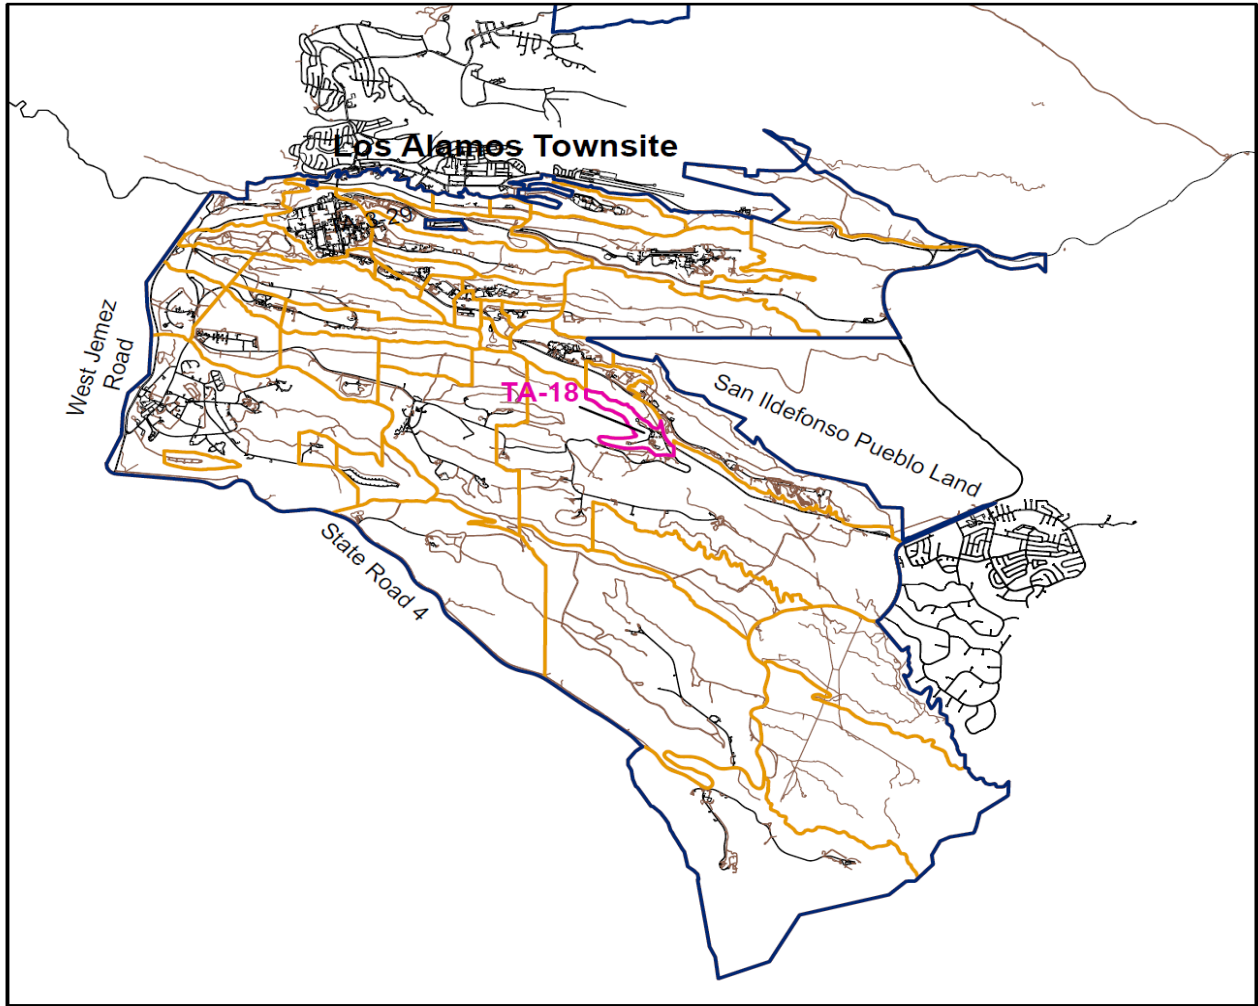 Los Alamos Townsite
West Jemez
Road
TA-18
San Ildefonso Pueblo Land
State Road 4